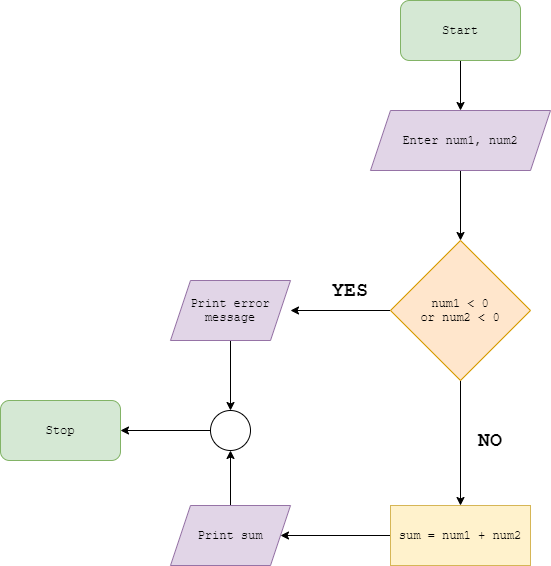 Start
Enter num1, num2
num1 < 0
or num2 < 0
YES
Print error
message
NO
Stop
sum = num1 + num2
Print sum